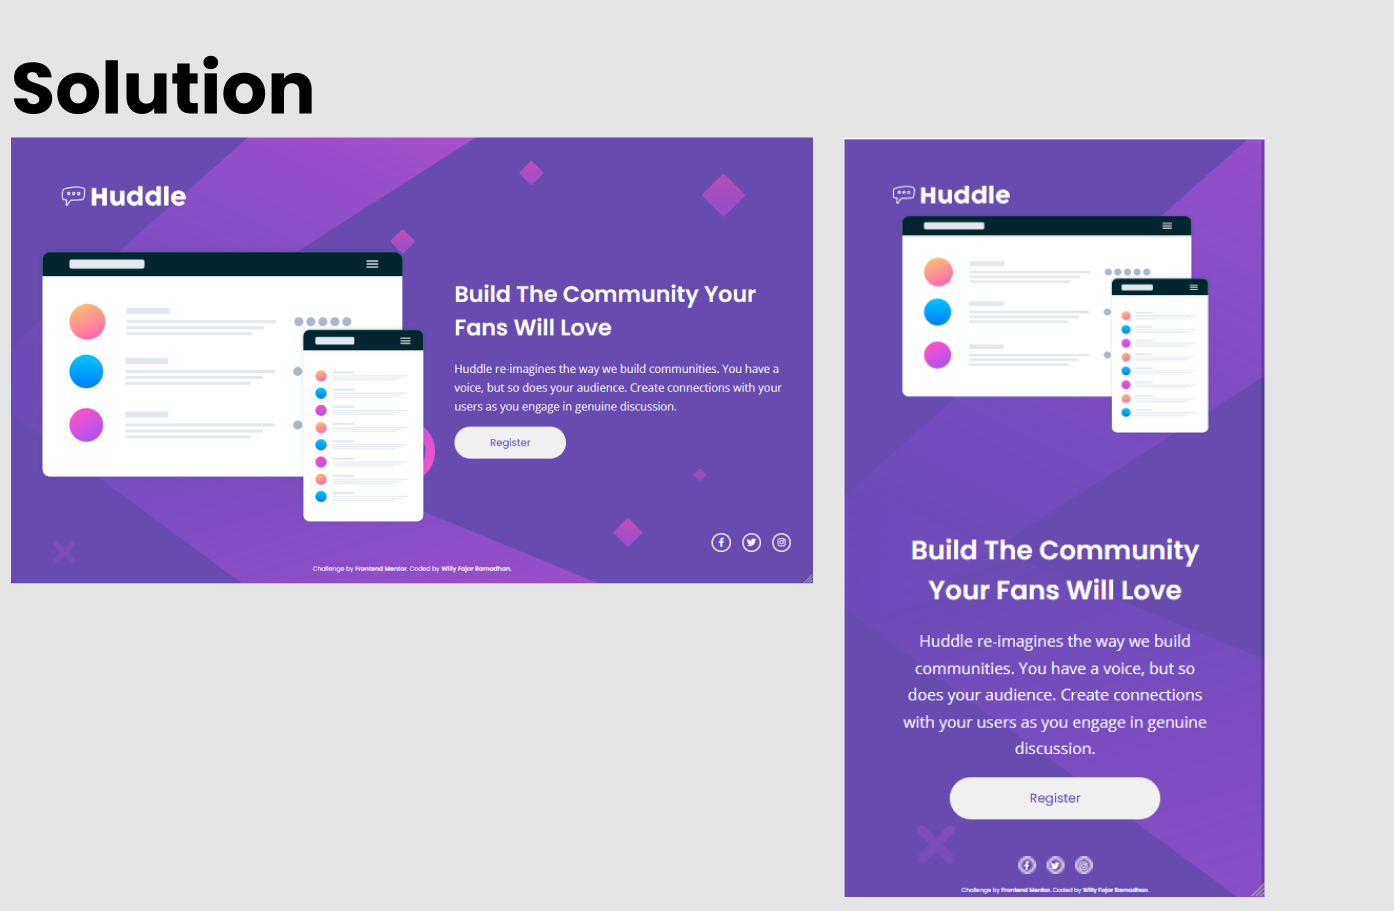 Solution
Huddle
Build The Community Your
Fans Will Love
Huddle re-imagines the way we build communities. You have a
voice, but so does your audience. Create connections with your
users as you engage in genuine discussion.
Register
Challenge by Frontend Mentor. Coded by Willy Fajar Ramadhan.
Huddle
Build The Community
Your Fans Will Love
Huddle re-imagines the way we build
communities. You have a voice, but so
does your audience. Create connections
with your users as you engage in genuine
discussion.
Register
Challenge by Frontend Mentor. Coded by Willy Fajar Ramadhan.